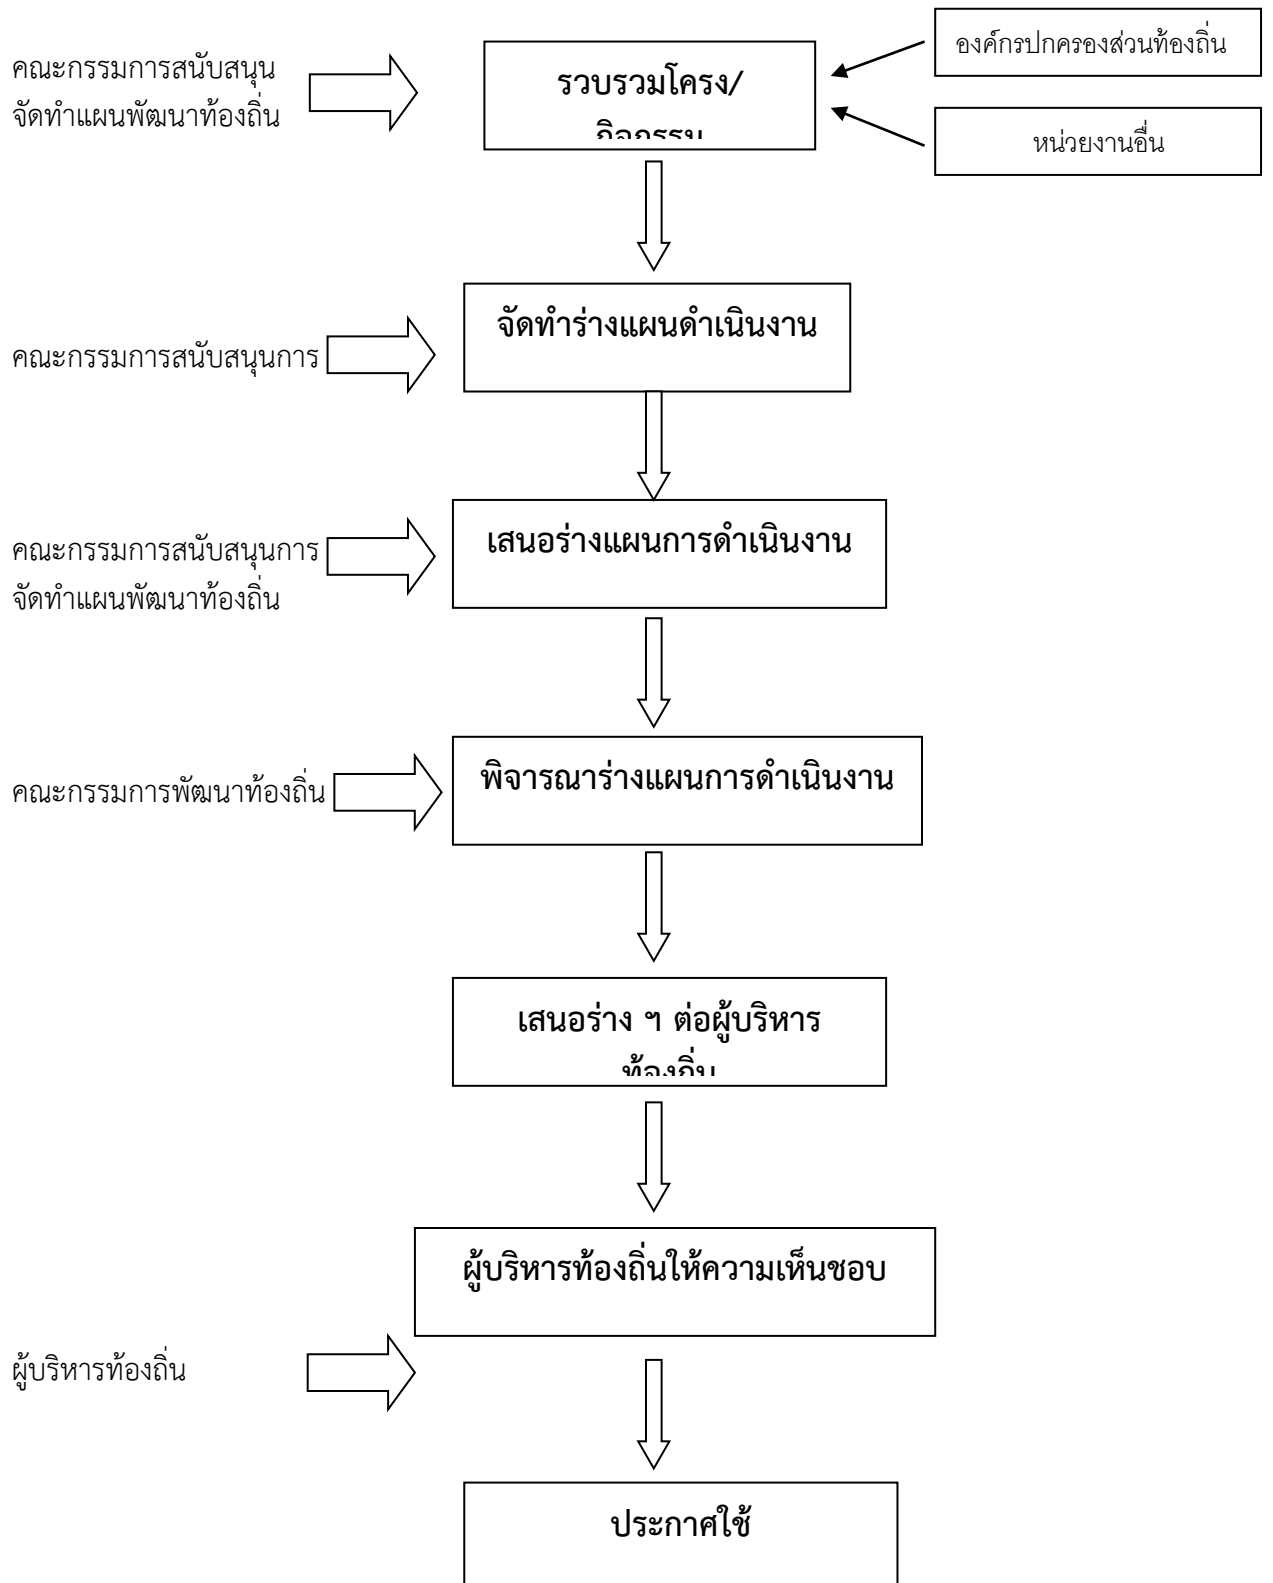 องค์กรปกครองส่วนท้องถิ่น
คณะกรรมการสนับสนุน
จัดทำแผนพัฒนาท้องถิ่น
รวบรวมโครง/
กิจกรรม
หน่วยงานอื่น
จัดทำร่างแผนดำเนินงาน
คณะกรรมการสนับสนุนการ
เสนอร่างแผนการดำเนินงาน
คณะกรรมการสนับสนุนการ
จัดทำแผนพัฒนาท้องถิ่น
พิจารณาร่างแผนการดำเนินงาน
คณะกรรมการพัฒนาท้องถิ่น
เสนอร่าง ฯ ต่อผู้บริหาร
ท้องถิ่น
ผู้บริหารท้องถิ่นให้ความเห็นชอบ
ผู้บริหารท้องถิ่น
ประกาศใช้